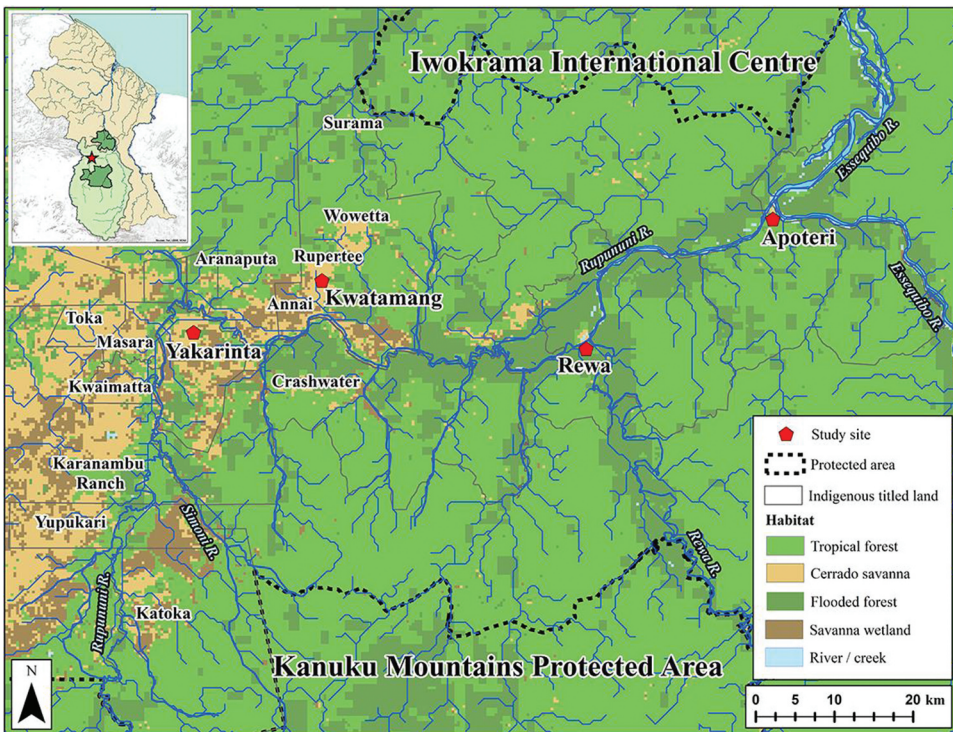 Iwokrama International Centre
Surama
Essequibo R.
Wowetta
Apoteri
Rupununi R.
Aranaputa
Rupertee
Kwatamang
Essequibo R.
Annai
Toka
Masara
Yakarinta
Rewa
Kwaimatta
Crashwater
Karanambu
Ranch
Yupukari
Simoni R.
Rewa R.
Rupununi R.
Katoka
Kanuku Mountains Protected Area
N
Study site
Protected area
Indigenous titled land
Habitat
Tropical forest
Cerrado savanna
Flooded forest
Savanna wetland
River / creek
0 5 10 20 km